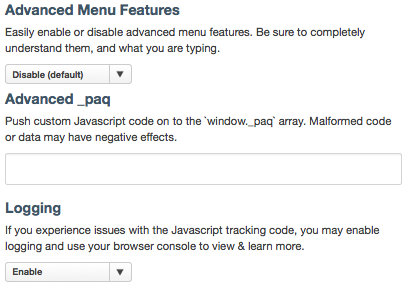 Advanced Menu Features
Easily enable or disable advanced menu features. Be sure to completely
understand them, and what you are typing.
Disable (default)
Advanced _paq
Push custom Javascript code on to the `window._paq` array. Malformed code
or data may have negative effects.
Logging
If you experience issues with the Javascript tracking code, you may enable
logging and use your browser console to view & learn more.
Enable